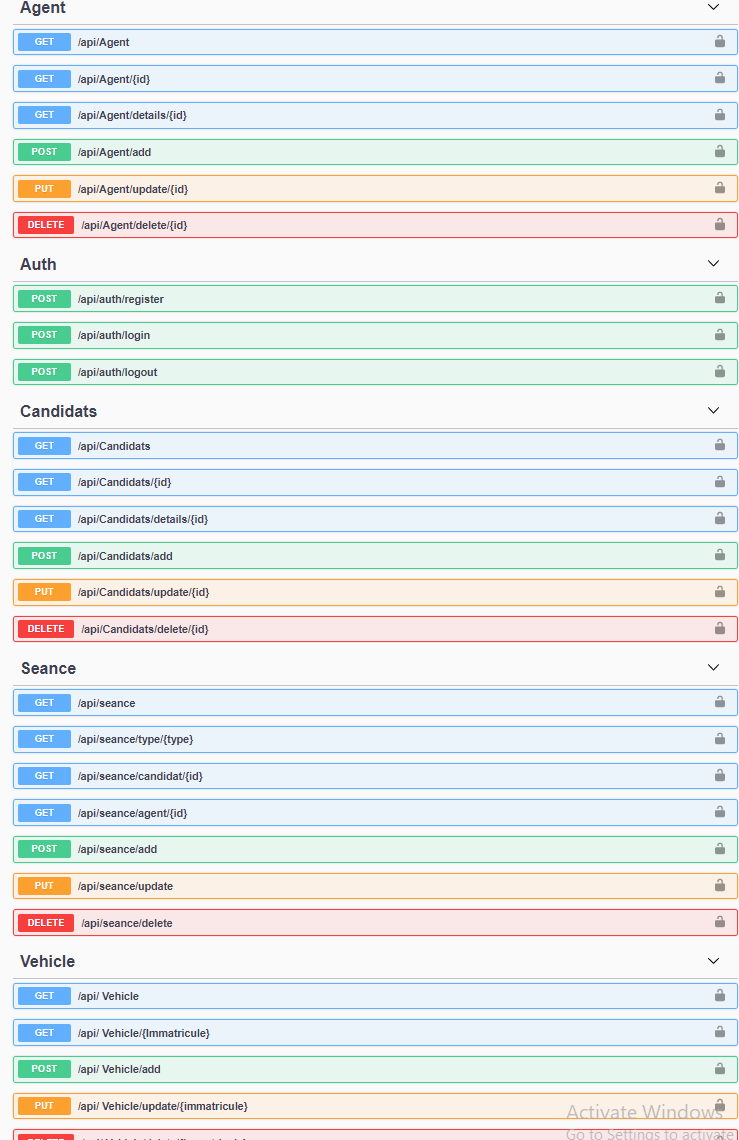 Agent
GET /api/Agent
GET /api/Agent/{id}
GET /api/Agent/details/{id}
POST /api/Agent/add
PUT /api/Agent/update/{id}
DELETE /api/Agent/delete/{id}
Auth
POST /api/auth/register
POST /api/auth/login
POST /api/auth/logout
Candidats
GET /api/Candidats
GET /api/Candidats/{id}
GET /api/Candidats/details/{id}
POST /api/Candidats/add
PUT /api/Candidats/update/{id}
DELETE /api/Candidats/delete/{id}
Seance
GET /api/seance
GET /api/seance/type/{type}
GET /api/seance/candidat/{id}
GET /api/seance/agent/{id}
POST /api/seance/add
PUT /api/seance/update
DELETE /api/seance/delete
Vehicle
GET /api/ Vehicle
GET /api/ Vehicle/{Immatricule}
POST /api/ Vehicle/add
PUT /api/ Vehicle/update/{immatricule}
Activate Windows
Go to Settings to activate